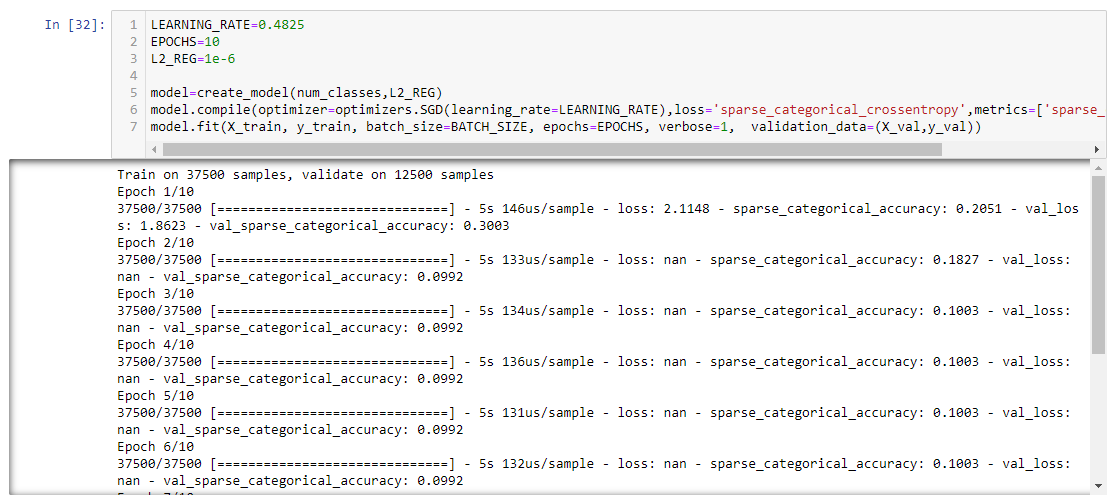 In [32]:
1 LEARNING_RATE=0.4825
2 EPOCHS=10
3 L2_REG=1e-6
4
5 model=create_model(num_classes,L2_REG)
6 model.compile(optimizer=optimizers.SGD(learning_rate=LEARNING_RATE),loss='sparse_categorical_crossentropy',metrics=['sparse_
7 model.fit(X_train, y_train, batch_size=BATCH_SIZE, epochs=EPOCHS, verbose=1,  validation_data=(X_val,y_val))
Train on 37500 samples, validate on 12500 samples
Epoch 1/10
37500/37500 [==============================] - 5s 146us/sample - loss: 2.1148 - sparse_categorical_accuracy: 0.2051 - val_los
s: 1.8623 - val_sparse_categorical_accuracy: 0.3003
Epoch 2/10
37500/37500 [==============================] - 5s 133us/sample - loss: nan - sparse_categorical_accuracy: 0.1827 - val_loss:
nan - val_sparse_categorical_accuracy: 0.0992
Epoch 3/10
37500/37500 [==============================] - 5s 134us/sample - loss: nan - sparse_categorical_accuracy: 0.1003 - val_loss:
nan - val_sparse_categorical_accuracy: 0.0992
Epoch 4/10
37500/37500 [==============================] - 5s 136us/sample - loss: nan - sparse_categorical_accuracy: 0.1003 - val_loss:
nan - val_sparse_categorical_accuracy: 0.0992
Epoch 5/10
37500/37500 [==============================] - 5s 131us/sample - loss: nan - sparse_categorical_accuracy: 0.1003 - val_loss:
nan - val_sparse_categorical_accuracy: 0.0992
Epoch 6/10
37500/37500 [==============================] - 5s 132us/sample - loss: nan - sparse_categorical_accuracy: 0.1003 - val_loss:
nan - val_sparse_categorical_accuracy: 0.0992